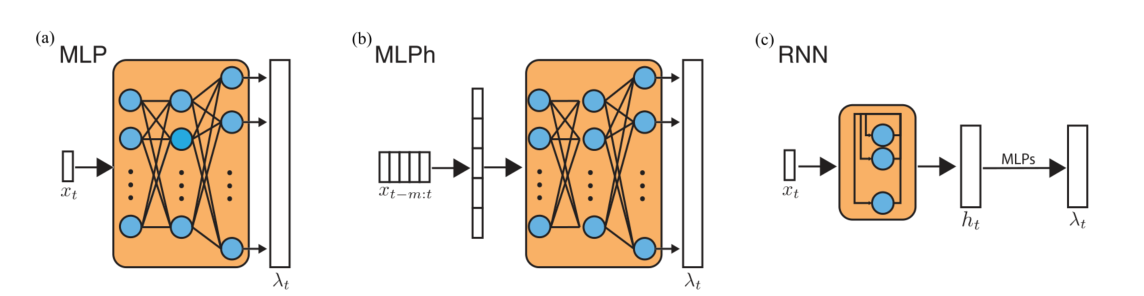 (a) MLP
x_t
λ_t
(b) MLPh
x_{t−m:t}
λ_t
(c) RNN
x_t
h_t
MLPs
λ_t